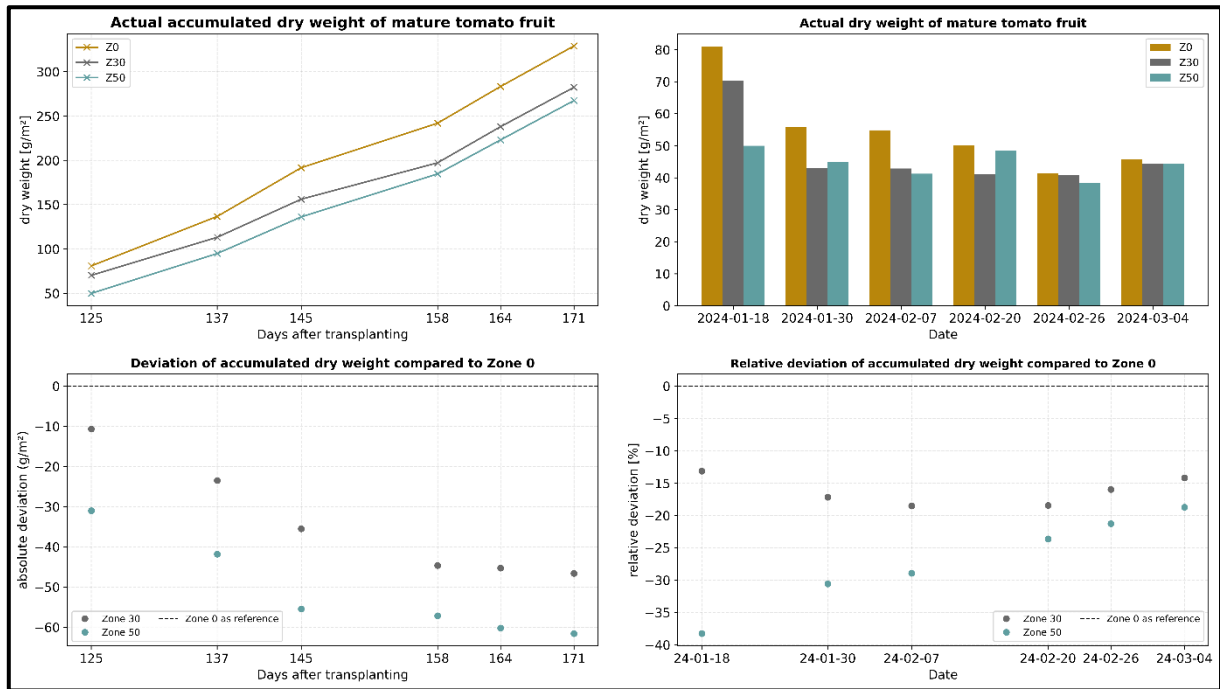 Actual accumulated dry weight of mature tomato fruit
Z0
Z30
Z50
300
250
200
150
100
50
dry weight [g/m²]
125 137 145 158 164 171
Days after transplanting
Actual dry weight of mature tomato fruit
Z0
Z30
Z50
80
70
60
50
40
30
20
10
0
dry weight [g/m²]
2024-01-18 2024-01-30 2024-02-07 2024-02-20 2024-02-26 2024-03-04
Date
Deviation of accumulated dry weight compared to Zone 0
0
−10
−20
−30
−40
−50
−60
absolute deviation (g/m²)
Zone 30 Zone 0 as reference
Zone 50
125 137 145 158 164 171
Days after transplanting
Relative deviation of accumulated dry weight compared to Zone 0
0
−5
−10
−15
−20
−25
−30
−35
−40
relative deviation [%]
Zone 30 Zone 0 as reference
Zone 50
24-01-18 24-01-30 24-02-07 24-02-20 24-02-26 24-03-04
Date